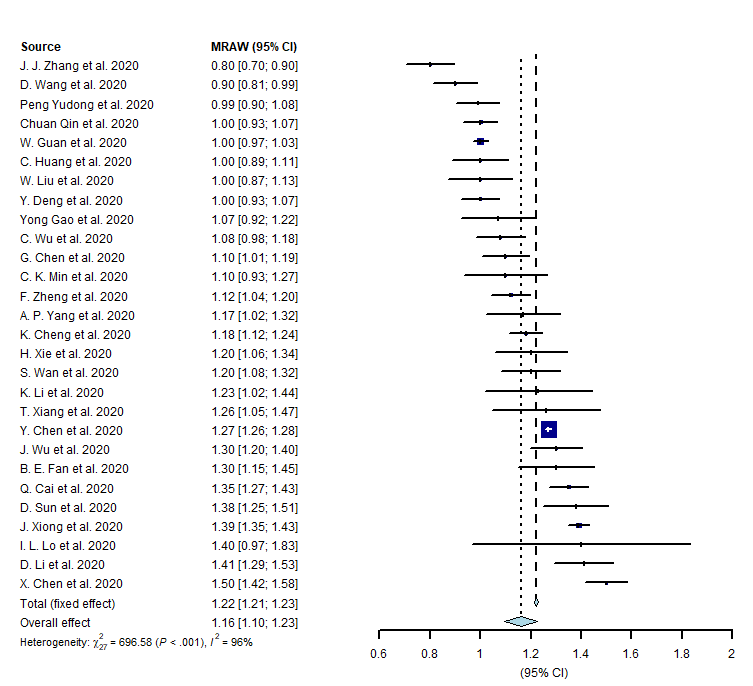 Source MRAW (95% CI)
J. J. Zhang et al. 2020 0.80 [0.70; 0.90]
D. Wang et al. 2020 0.90 [0.81; 0.99]
Peng Yudong et al. 2020 0.99 [0.90; 1.08]
Chuan Qin et al. 2020 1.00 [0.93; 1.07]
W. Guan et al. 2020 1.00 [0.97; 1.03]
C. Huang et al. 2020 1.00 [0.89; 1.11]
W. Liu et al. 2020 1.00 [0.87; 1.13]
Y. Deng et al. 2020 1.00 [0.93; 1.07]
Yong Gao et al. 2020 1.07 [0.92; 1.22]
C. Wu et al. 2020 1.08 [0.98; 1.18]
G. Chen et al. 2020 1.10 [1.01; 1.19]
C. K. Min et al. 2020 1.10 [0.93; 1.27]
F. Zheng et al. 2020 1.12 [1.04; 1.20]
A. P. Yang et al. 2020 1.17 [1.02; 1.32]
K. Cheng et al. 2020 1.18 [1.12; 1.24]
H. Xie et al. 2020 1.20 [1.06; 1.34]
S. Wan et al. 2020 1.20 [1.08; 1.32]
K. Li et al. 2020 1.23 [1.02; 1.44]
T. Xiang et al. 2020 1.26 [1.05; 1.47]
Y. Chen et al. 2020 1.27 [1.26; 1.28]
J. Wu et al. 2020 1.30 [1.20; 1.40]
B. E. Fan et al. 2020 1.30 [1.15; 1.45]
Q. Cai et al. 2020 1.35 [1.27; 1.43]
D. Sun et al. 2020 1.38 [1.25; 1.51]
J. Xiong et al. 2020 1.39 [1.35; 1.43]
I. L. Lo et al. 2020 1.40 [0.97; 1.83]
D. Li et al. 2020 1.41 [1.29; 1.53]
X. Chen et al. 2020 1.50 [1.42; 1.58]
Total (fixed effect) 1.22 [1.21; 1.23]
Overall effect 1.16 [1.10; 1.23]
Heterogeneity: χ²₂₇ = 696.58 (P < .001), I² = 96%
0.6 0.8 1 1.2 1.4 1.6 1.8 2
(95% CI)